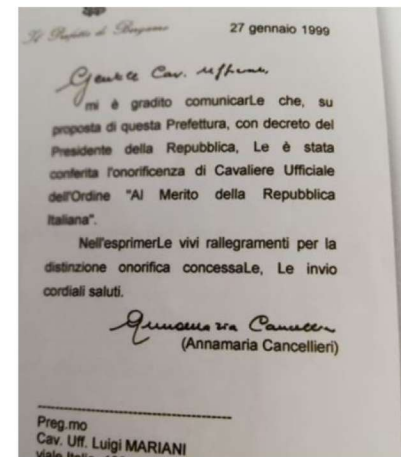 Il Prefetto di Bergamo
27 gennaio 1999
Gentile Cav. Ufficiale,
mi è gradito comunicarLe che, su
proposta di questa Prefettura, con decreto del
Presidente della Repubblica, Le è stata
conferita l'onorificenza di Cavaliere Ufficiale
dell'Ordine "Al Merito della Repubblica
Italiana".
Nell'esprimerLe vivi rallegramenti per la
distinzione onorifica concessaLe, Le invio
cordiali saluti.
Annamaria Cancellieri
(Annamaria Cancellieri)
Preg.mo
Cav. Uff. Luigi MARIANI
viale Italia